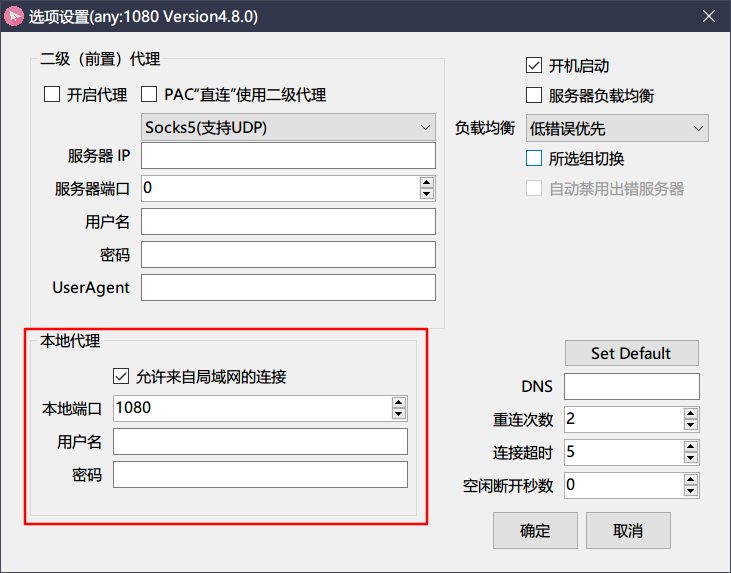 选项设置(any:1080 Version4.8.0)
二级（前置）代理
开启代理
PAC“直连”使用二级代理
Socks5(支持UDP)
服务器 IP
服务器端口
0
用户名
密码
UserAgent
开机启动
服务器负载均衡
负载均衡
低错误优先
所选组切换
自动禁用出错服务器
本地代理
允许来自局域网的连接
本地端口
1080
用户名
密码
Set Default
DNS
重连次数
2
连接超时
5
空闲断开秒数
0
确定
取消